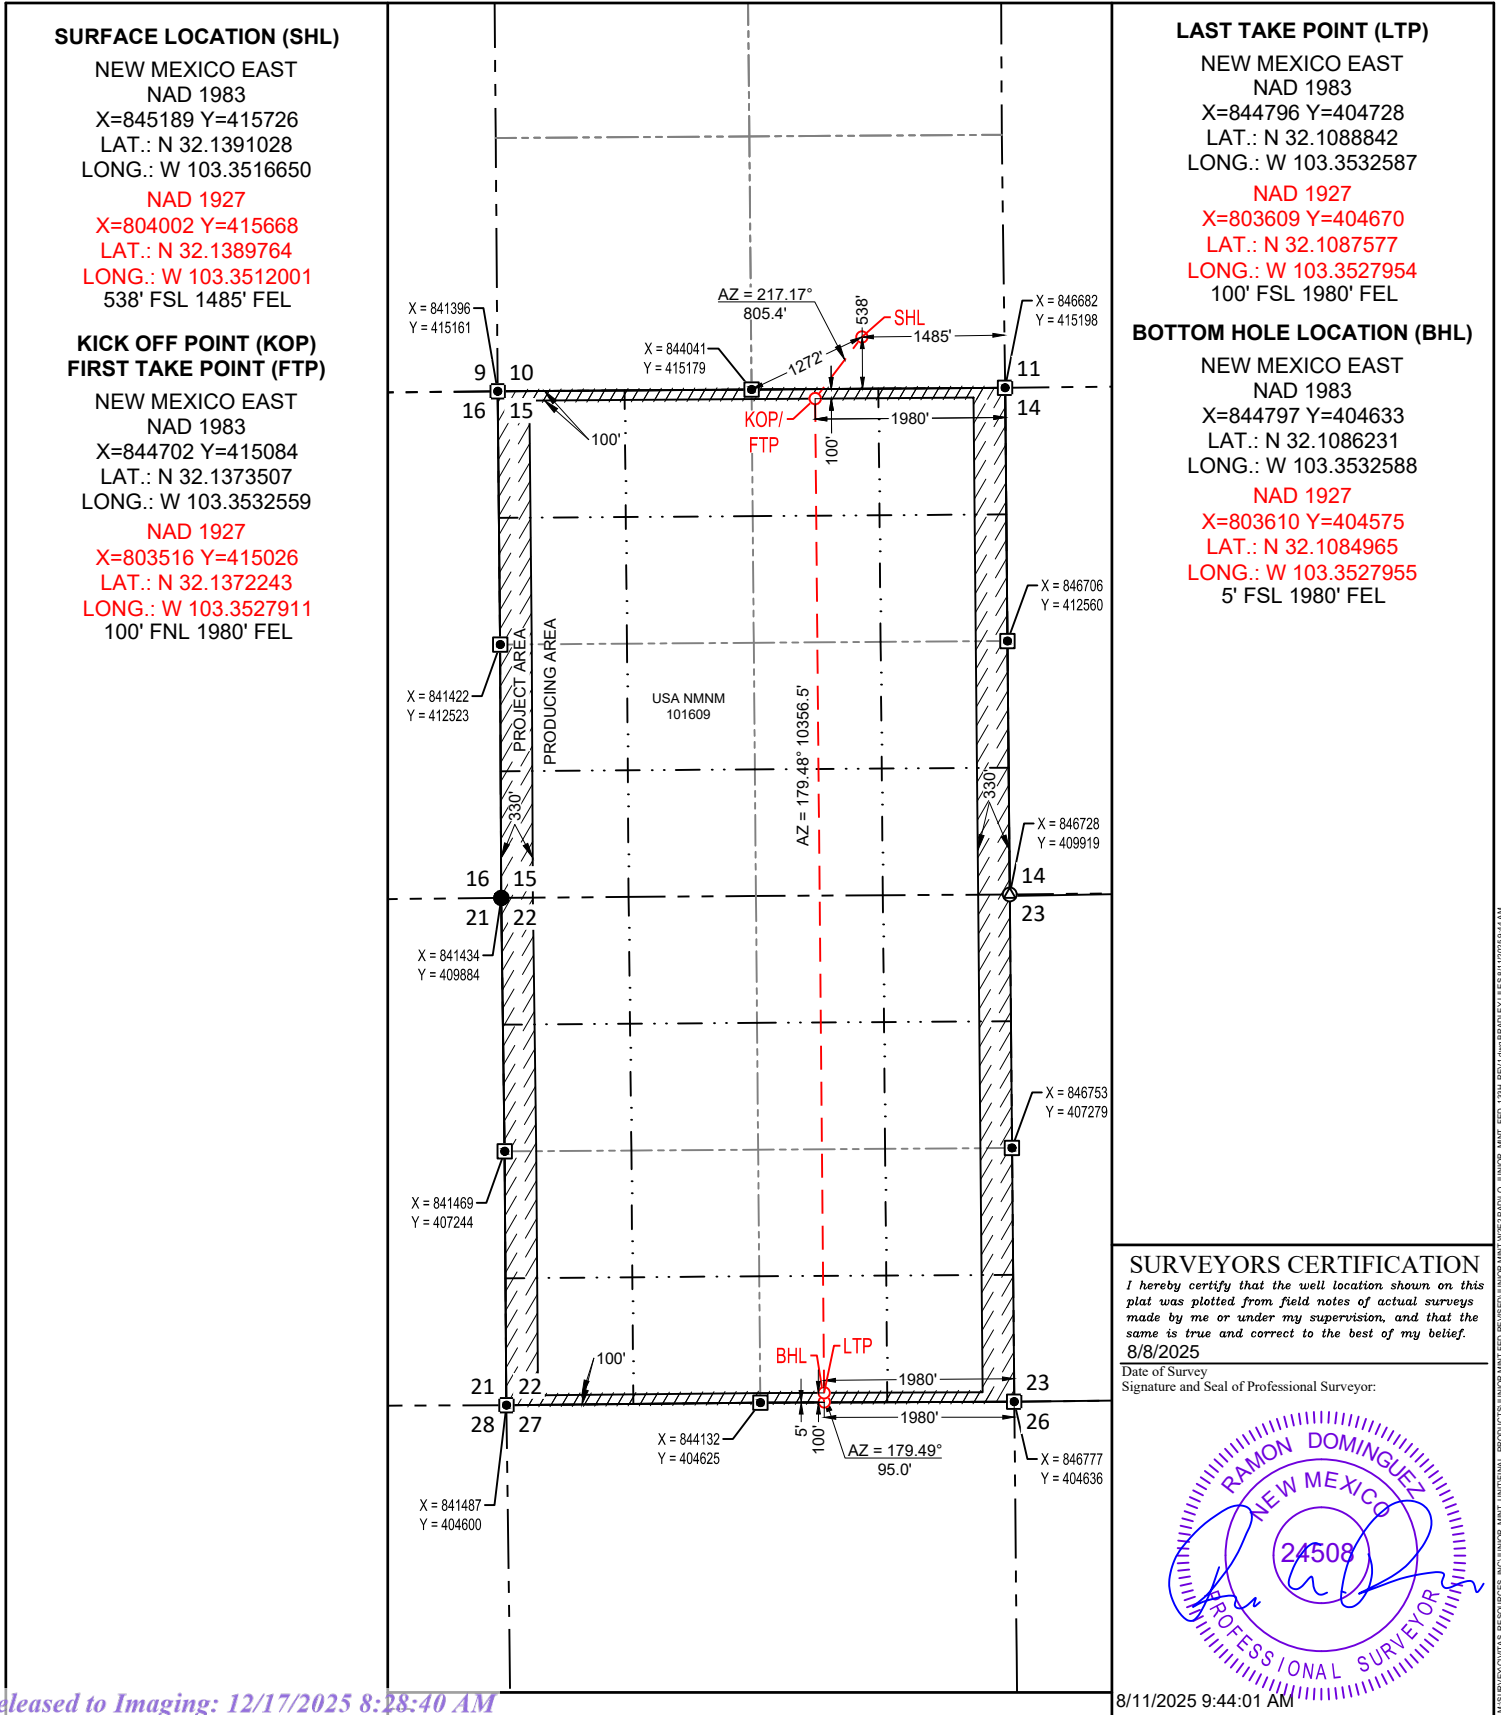 SURFACE LOCATION (SHL)
NEW MEXICO EAST
NAD 1983
X=845189 Y=415726
LAT.: N 32.1391028
LONG.: W 103.3516650
NAD 1927
X=804002 Y=415668
LAT.: N 32.1389764
LONG.: W 103.3512001
538' FSL 1485' FEL
KICK OFF POINT (KOP)
FIRST TAKE POINT (FTP)
NEW MEXICO EAST
NAD 1983
X=844702 Y=415084
LAT.: N 32.1373507
LONG.: W 103.3532559
NAD 1927
X=803516 Y=415026
LAT.: N 32.1372243
LONG.: W 103.3527911
100' FNL 1980' FEL
AZ = 217.17°
805.4'
538'
SHL
1485'
1272'
X = 841396
Y = 415161
X = 844041
Y = 415179
X = 846682
Y = 415198
9 10
16 15
11
14
100'
KOP/
FTP
1980'
100'
X = 846706
Y = 412560
X = 841422
Y = 412523
PROJECT AREA
PRODUCING AREA
USA NMNM
101609
AZ = 179.48° 10356.5'
330'
330'
X = 846728
Y = 409919
16 15
21 22
14
23
X = 841434
Y = 409884
X = 846753
Y = 407279
X = 841469
Y = 407244
BHL
LTP
100'
1980'
21 22
28 27
23
26
1980'
5'
100'
X = 844132
Y = 404625
AZ = 179.49°
95.0'
X = 846777
Y = 404636
X = 841487
Y = 404600
LAST TAKE POINT (LTP)
NEW MEXICO EAST
NAD 1983
X=844796 Y=404728
LAT.: N 32.1088842
LONG.: W 103.3532587
NAD 1927
X=803609 Y=404670
LAT.: N 32.1087577
LONG.: W 103.3527954
100' FSL 1980' FEL
BOTTOM HOLE LOCATION (BHL)
NEW MEXICO EAST
NAD 1983
X=844797 Y=404633
LAT.: N 32.1086231
LONG.: W 103.3532588
NAD 1927
X=803610 Y=404575
LAT.: N 32.1084965
LONG.: W 103.3527955
5' FSL 1980' FEL
SURVEYORS CERTIFICATION
I hereby certify that the well location shown on this
plat was plotted from field notes of actual surveys
made by me or under my supervision, and that the
same is true and correct to the best of my belief.
8/8/2025
Date of Survey
Signature and Seal of Professional Surveyor:
RAMON DOMINGUEZ
NEW MEXICO
24508
PROFESSIONAL SURVEYOR
8/11/2025 9:44:01 AM
eleased to Imaging: 12/17/2025 8:28:40 AM